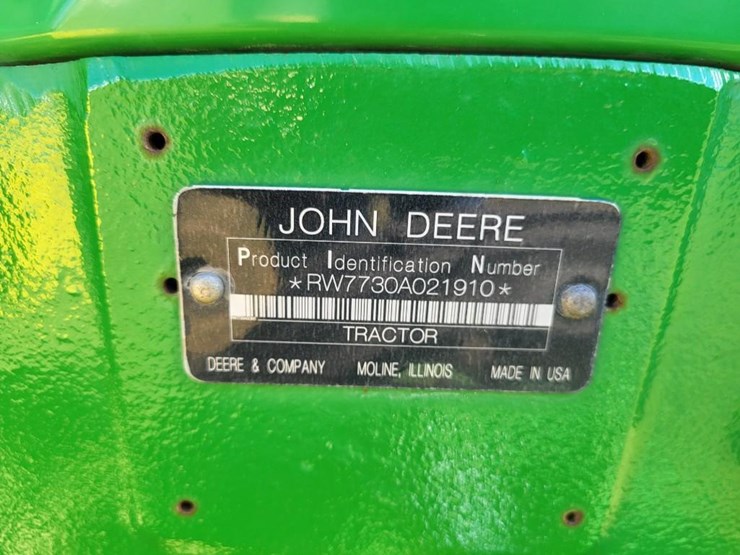 JOHN DEERE
Product Identification Number
*RW7730A021910*
TRACTOR
DEERE & COMPANY MOLINE, ILLINOIS MADE IN USA